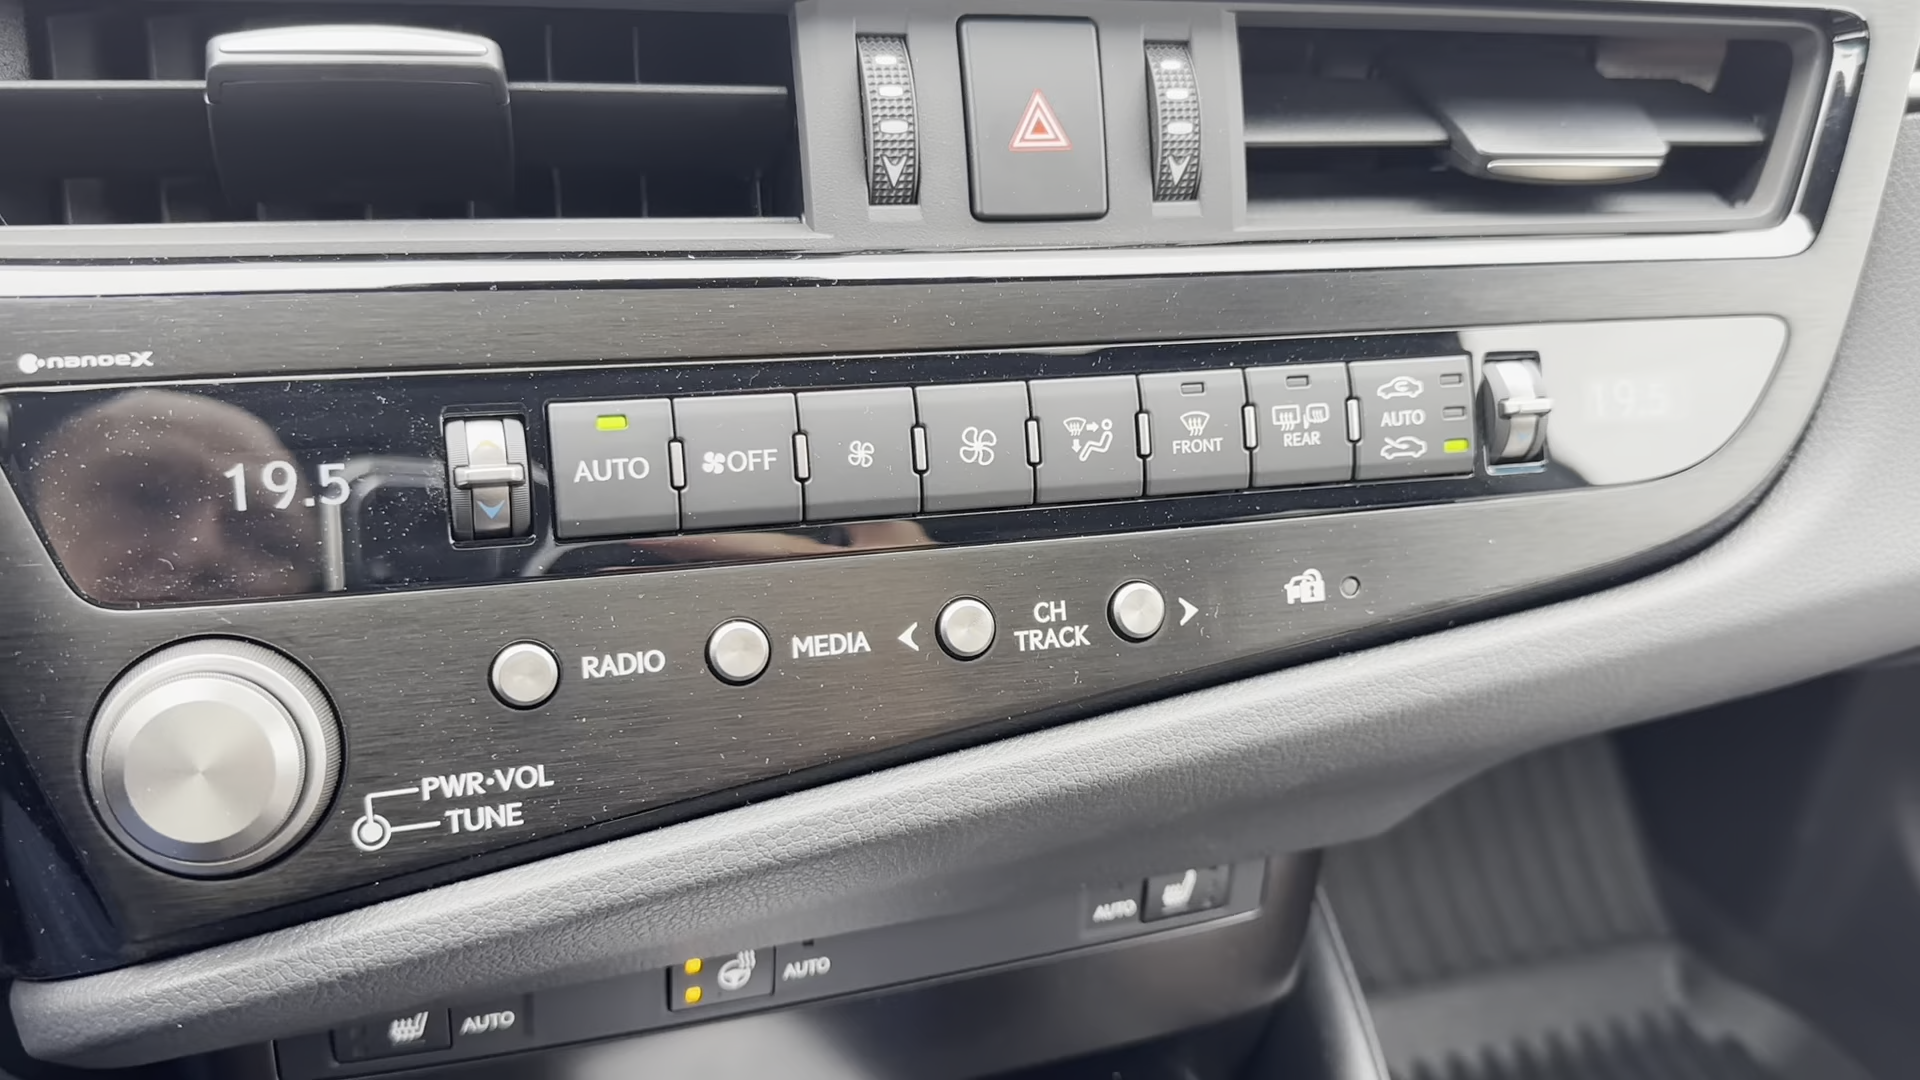 nanoeX
19.5
AUTO
OFF
FRONT
REAR
AUTO
19.5
RADIO
MEDIA
CH
TRACK
PWR·VOL
TUNE
AUTO
AUTO
AUTO